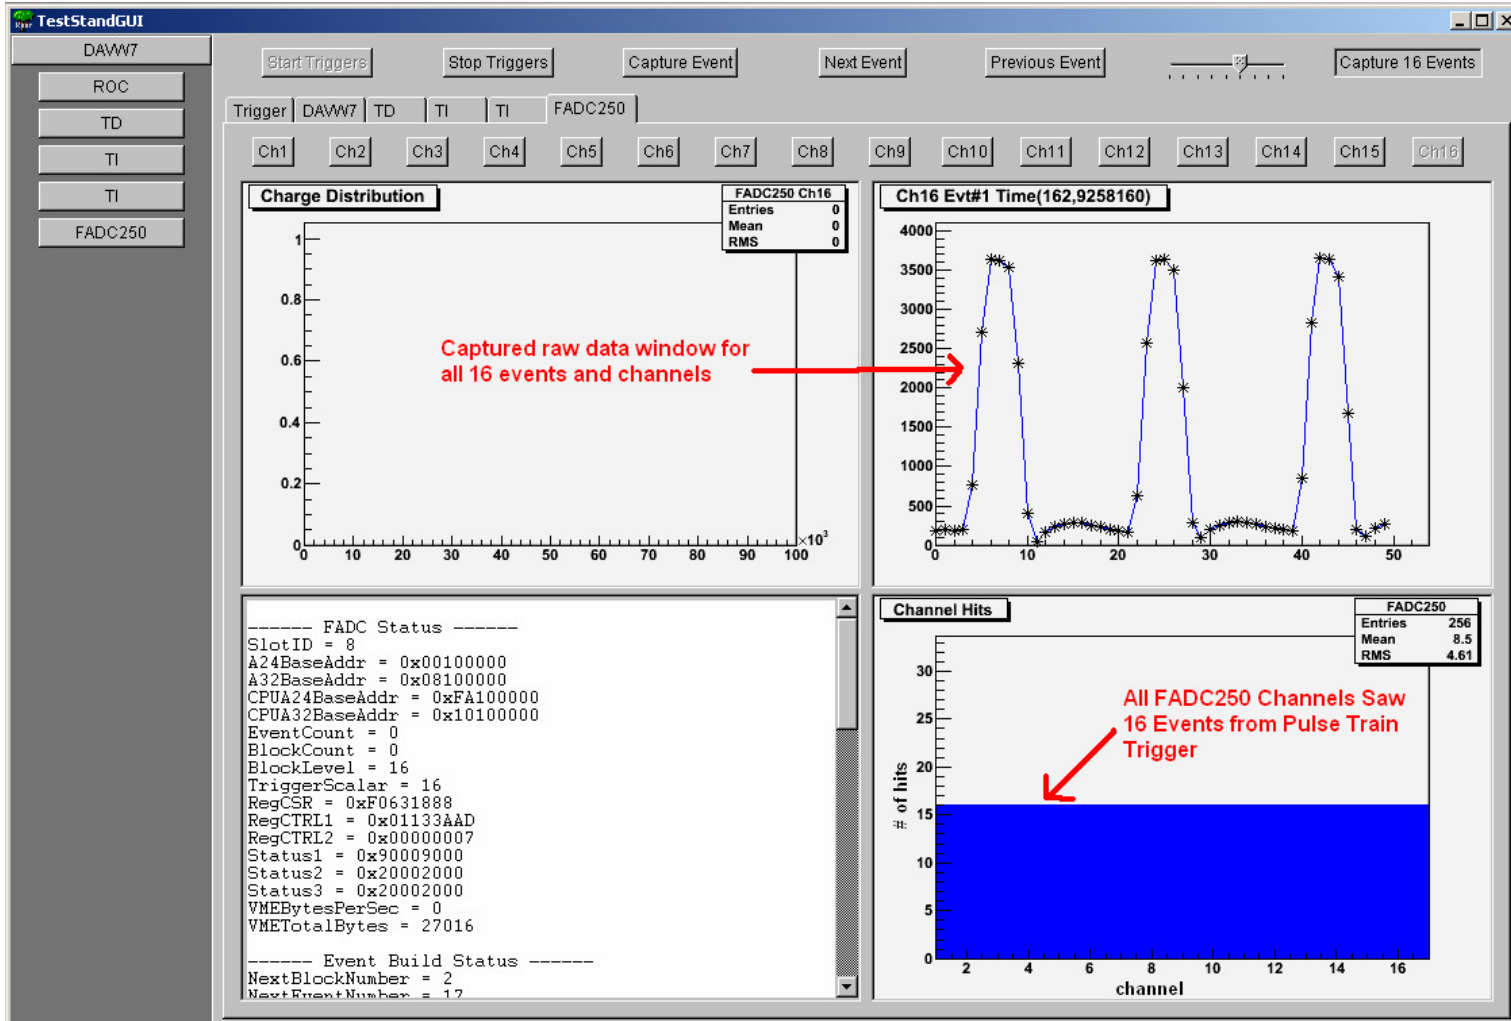 TestStandGUI
DAVW7
ROC
TD
TI
TI
FADC250
Start Triggers Stop Triggers Capture Event Next Event Previous Event Capture 16 Events
Trigger DAVW7 TD TI TI FADC250
Ch1 Ch2 Ch3 Ch4 Ch5 Ch6 Ch7 Ch8 Ch9 Ch10 Ch11 Ch12 Ch13 Ch14 Ch15 Ch16
Charge Distribution
FADC250 Ch16
Entries 0
Mean 0
RMS 0
1
0.8
0.6
0.4
0.2
0
0 10 20 30 40 50 60 70 80 90 100
×10³
Captured raw data window for
all 16 events and channels
Ch16 Evt#1 Time(162,9258160)
4000
3500
3000
2500
2000
1500
1000
500
0
0 10 20 30 40 50
------ FADC Status ------
SlotID = 8
A24BaseAddr = 0x00100000
A32BaseAddr = 0x08100000
CPUA24BaseAddr = 0xFA100000
CPUA32BaseAddr = 0x10100000
EventCount = 0
BlockCount = 0
BlockLevel = 16
TriggerScalar = 16
RegCSR = 0xF0631888
RegCTRL1 = 0x01133AAD
RegCTRL2 = 0x00000007
Status1 = 0x90009000
Status2 = 0x20002000
Status3 = 0x20002000
VMEBytesPerSec = 0
VMETotalBytes = 27016
------ Event Build Status ------
NextBlockNumber = 2
NextEventNumber = 17
Channel Hits
FADC250
Entries 256
Mean 8.5
RMS 4.61
All FADC250 Channels Saw
16 Events from Pulse Train
Trigger
# of hits
30
25
20
15
10
5
0
2 4 6 8 10 12 14 16
channel